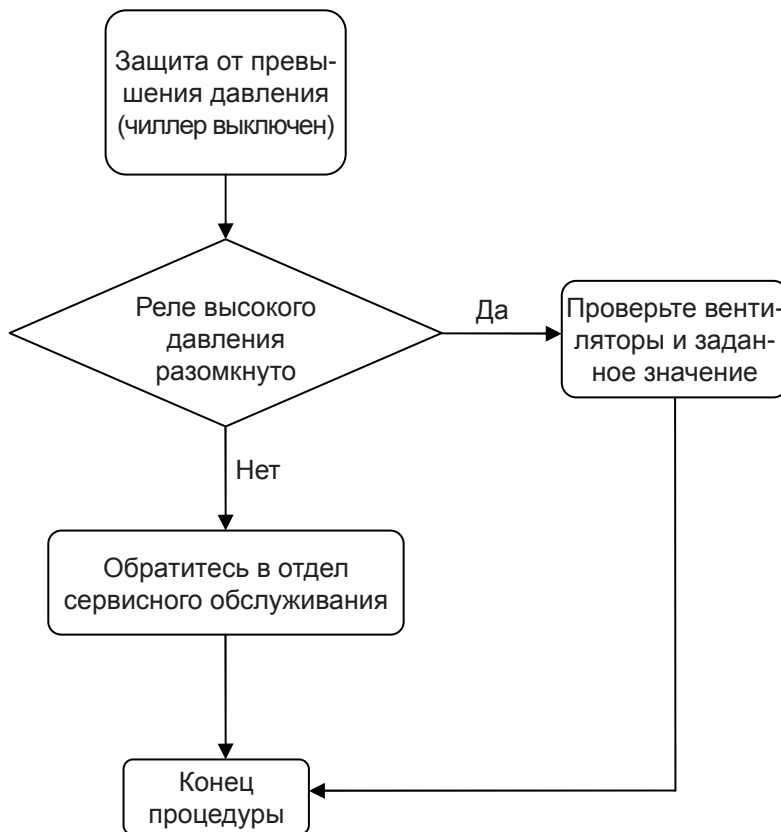 Защита от превы-
шения давления
(чиллер выключен)
Реле высокого
давления
разомкнуто
Да
Проверьте венти-
ляторы и задан-
ное значение
Нет
Обратитесь в отдел
сервисного обслуживания
Конец
процедуры